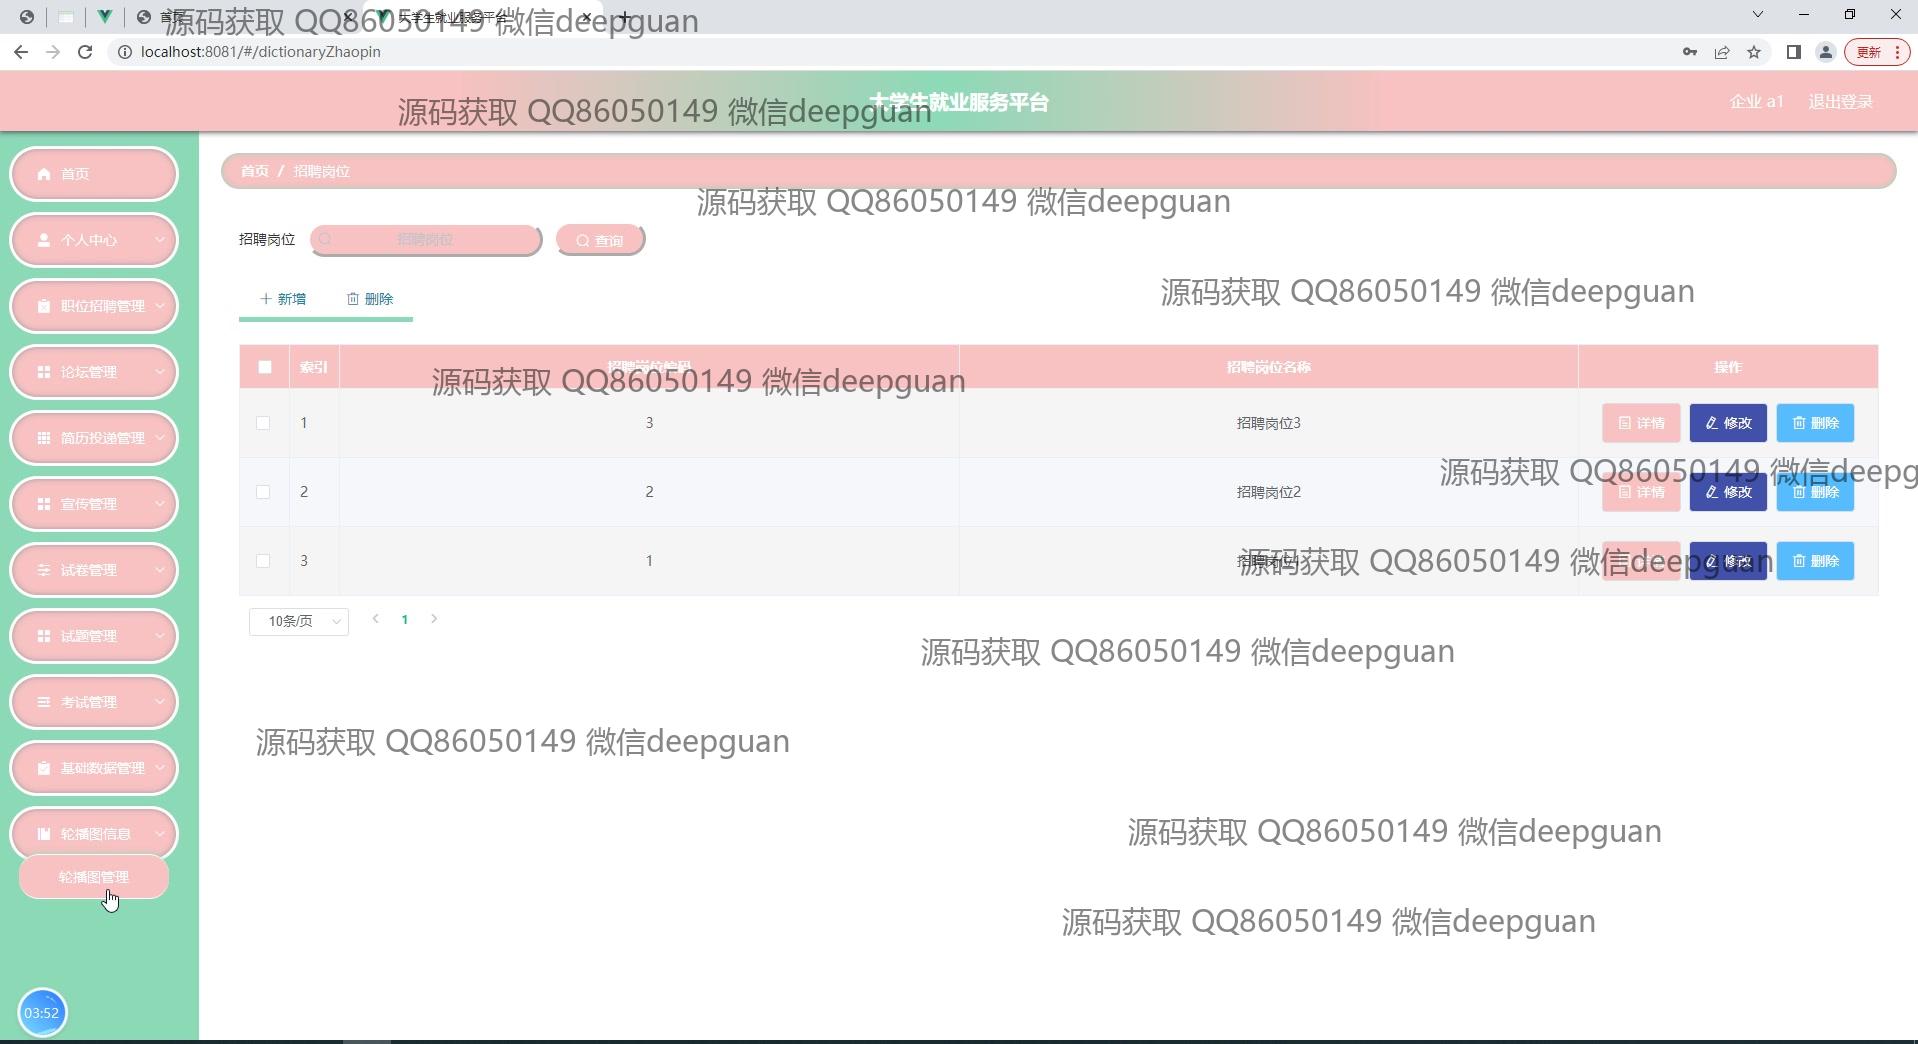 首页
大学生就业服务平台
源码获取 QQ86050149 微信deepguan
localhost:8081/#/dictionaryZhaopin
更新
大学生就业服务平台
企业 a1
退出登录
源码获取 QQ86050149 微信deepguan
首页
个人中心
职位招聘管理
论坛管理
简历投递管理
宣传管理
试卷管理
试题管理
考试管理
基础数据管理
轮播图信息
轮播图管理
03:52
首页 / 招聘岗位
源码获取 QQ86050149 微信deepguan
招聘岗位
招聘岗位
查询
新增
删除
源码获取 QQ86050149 微信deepguan
索引 招聘岗位编码 招聘岗位名称 操作
源码获取 QQ86050149 微信deepguan
1 3 招聘岗位3 详情 修改 删除
源码获取 QQ86050149 微信deepg
2 2 招聘岗位2 详情 修改 删除
3 1 招聘岗位1 修改 删除
源码获取 QQ86050149 微信deepguan
10条/页
1
源码获取 QQ86050149 微信deepguan
源码获取 QQ86050149 微信deepguan
源码获取 QQ86050149 微信deepguan
源码获取 QQ86050149 微信deepguan